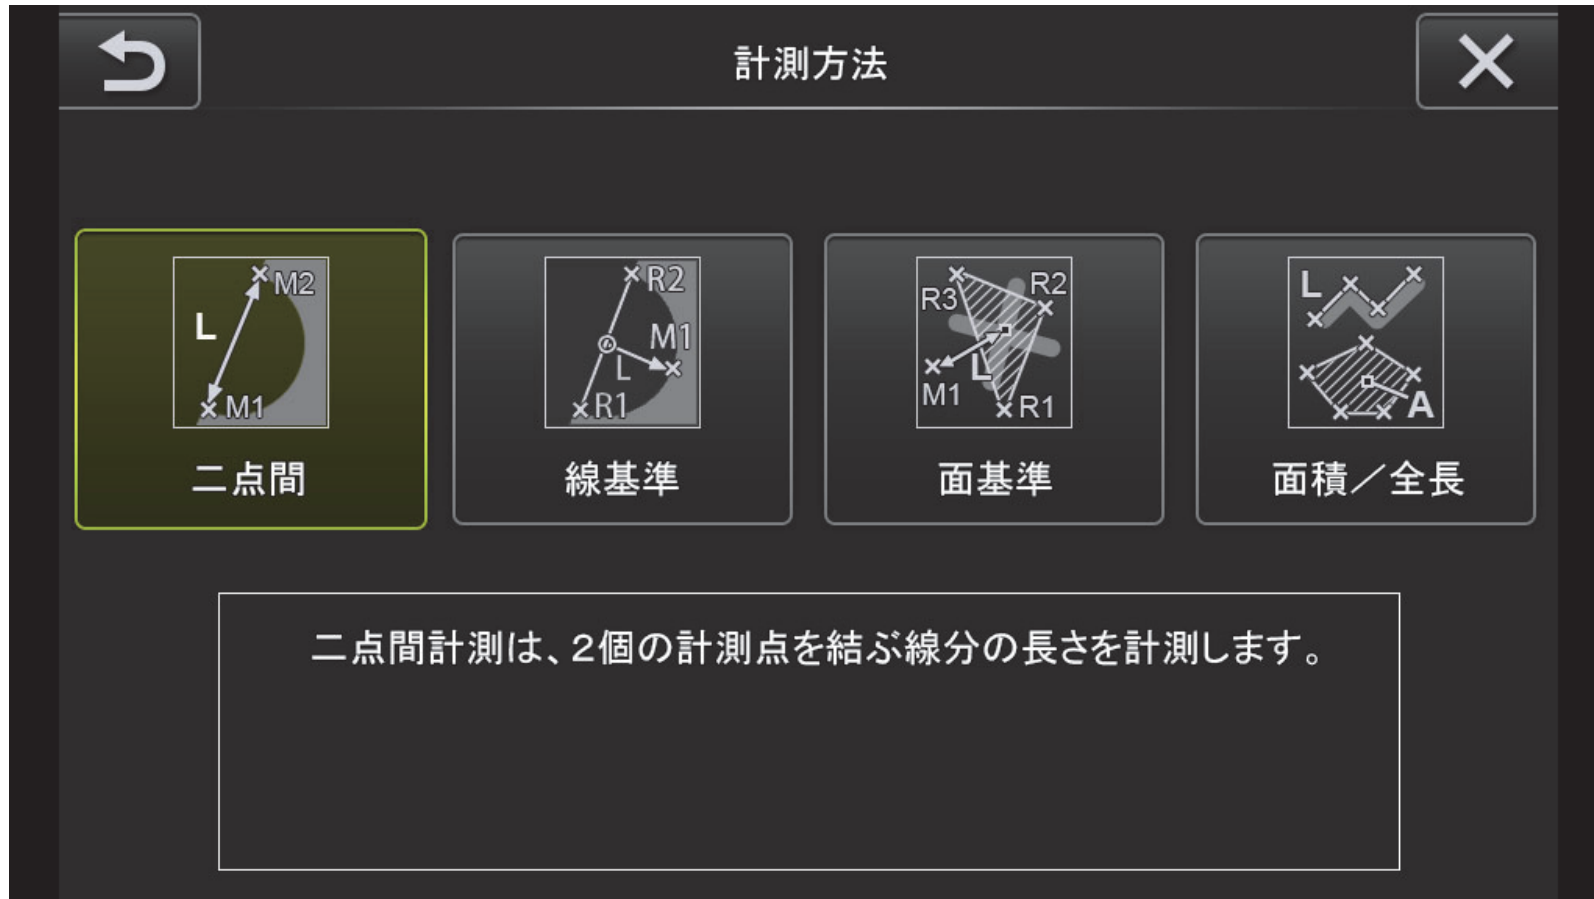 計測方法
M2
L
M1
二点間
R2
M1
L
R1
線基準
R3
R2
L
M1
R1
面基準
L
A
面積／全長
二点間計測は、2個の計測点を結ぶ線分の長さを計測します。